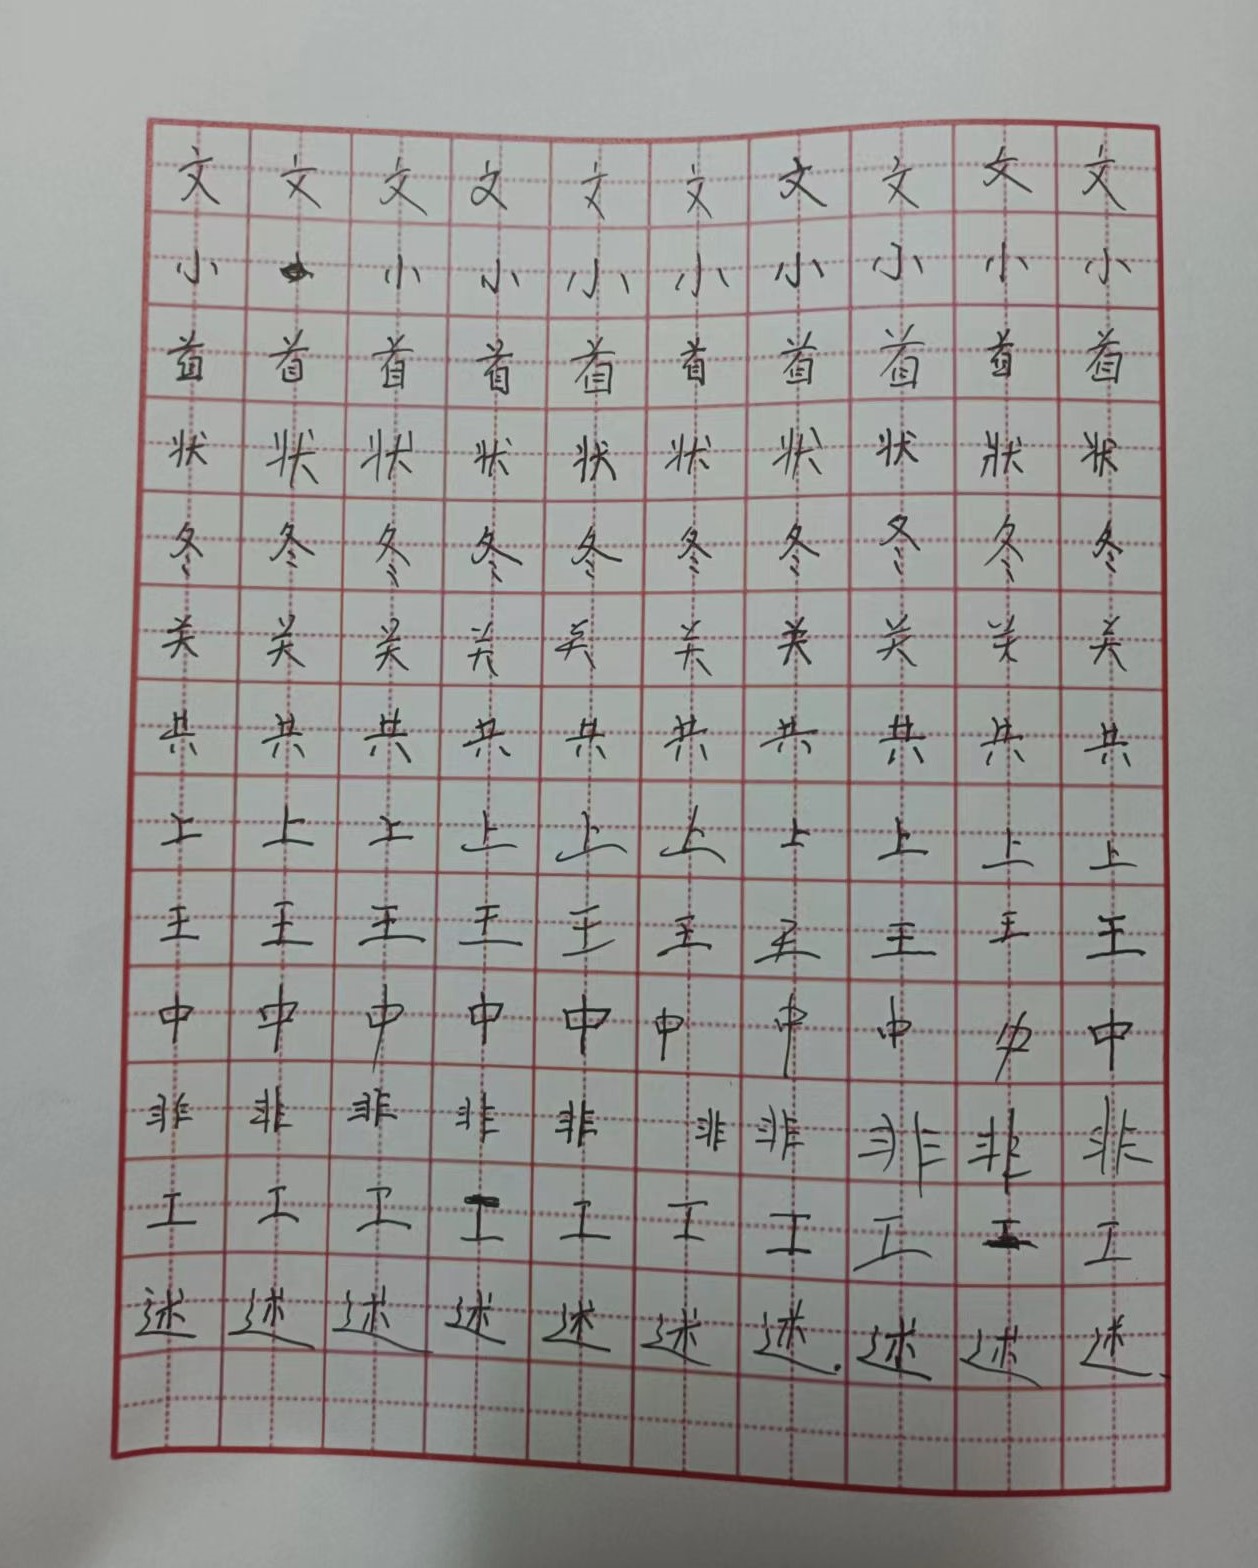 文文文文文文文文文文
小小小小小小小小小
首首首首首首首首首首
状状状状状状状状状状
冬冬冬冬冬冬冬冬冬冬
关关关关关关关关关关
共共共共共共共共共共
上上上上上上上上上上
王王王王王王王王王王
中中中中中中中中中中
非非非非非非非非非非
工工工工工工工工工工
述述述述述述述述述述